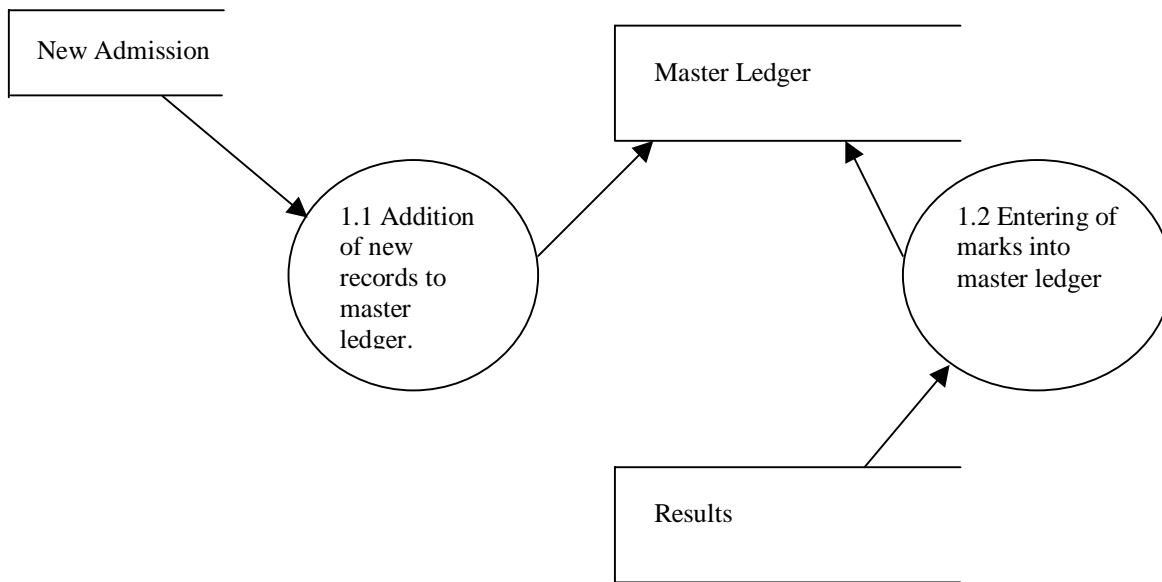 New Admission
Master Ledger
1.1 Addition
of new
records to
master
ledger.
1.2 Entering of
marks into
master ledger
Results